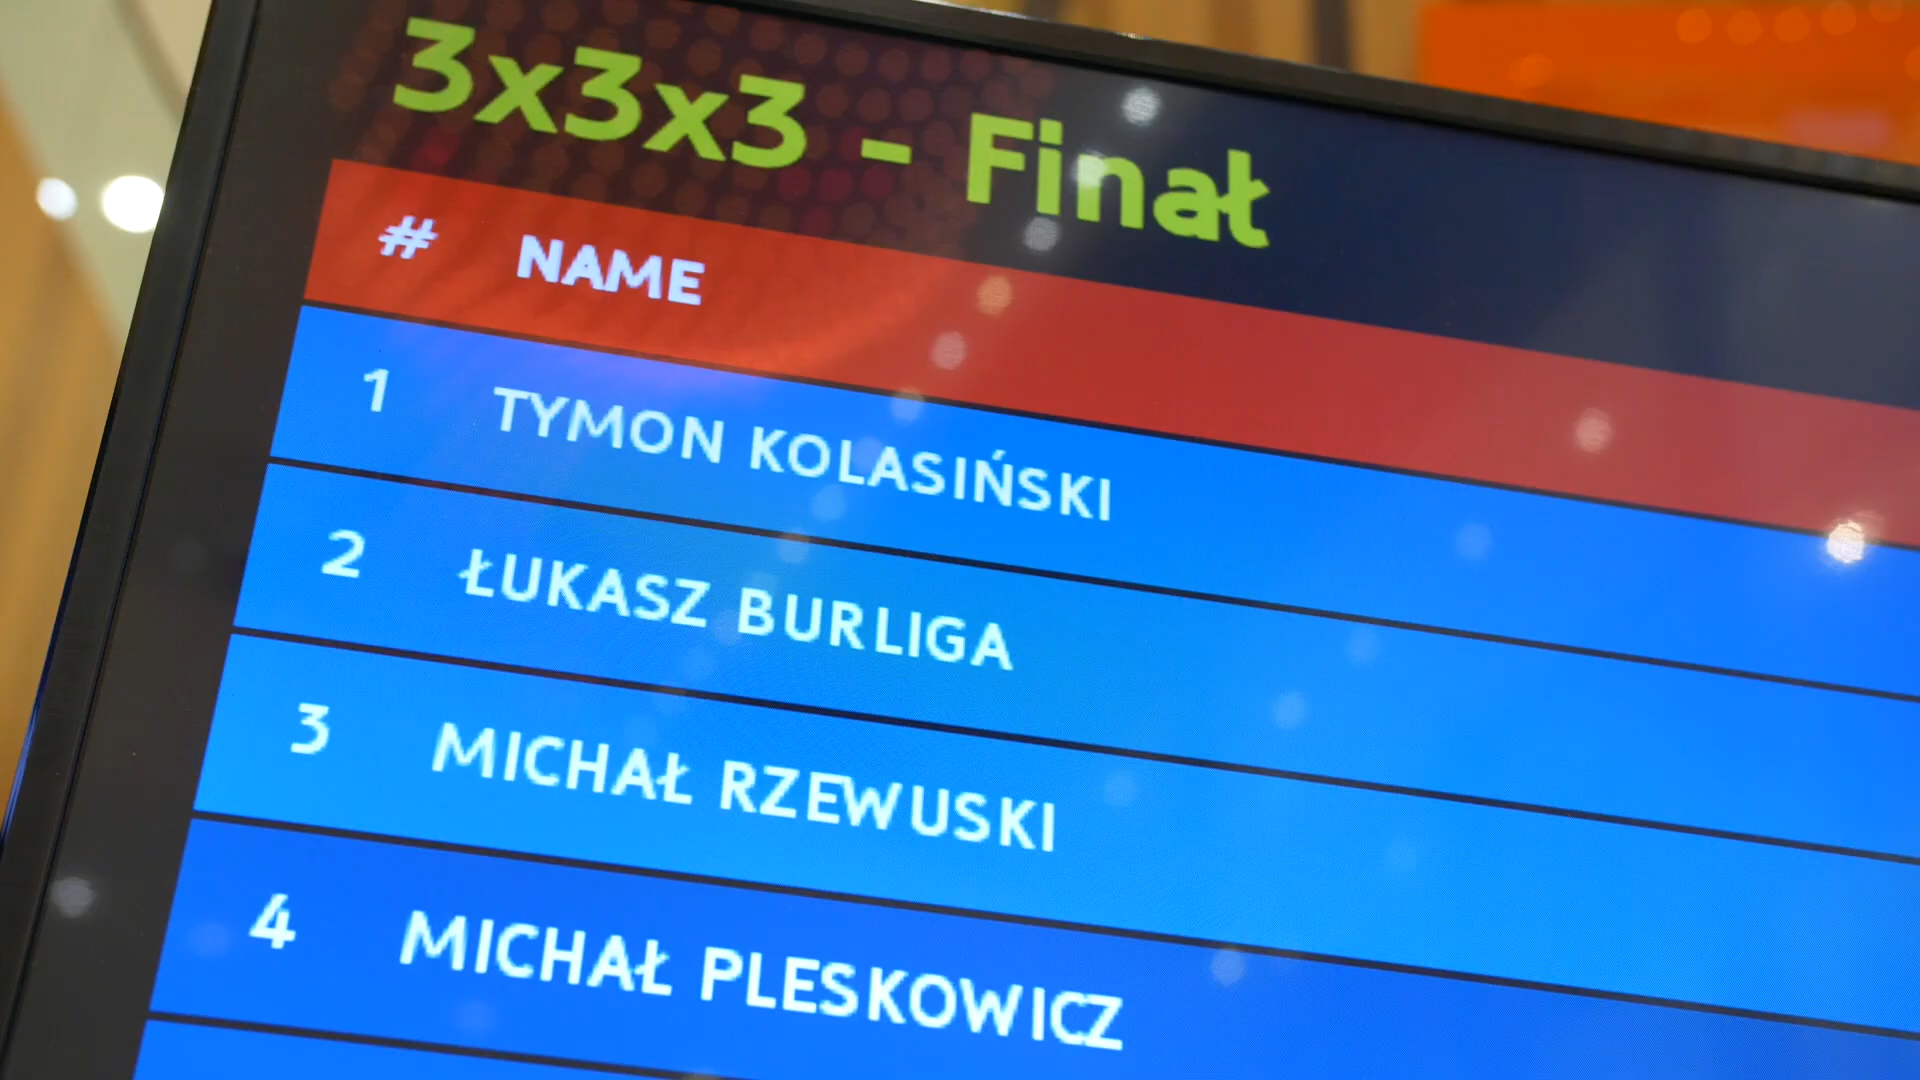 3x3x3 - Finał
# NAME
1 TYMON KOLASIŃSKI
2 ŁUKASZ BURLIGA
3 MICHAŁ RZEWUSKI
4 MICHAŁ PLESKOWICZ